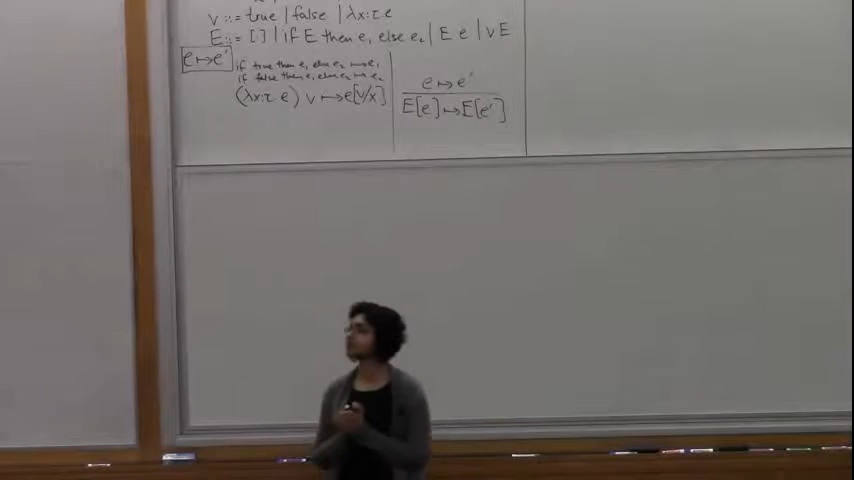 v ::= true | false | λx:τ. e
E ::= [·] | if E then e₁ else e₂ | E e | v E
e ↦ e'
if true then e₁ else e₂ ↦ e₁
if false then e₁ else e₂ ↦ e₂
(λx:τ. e) v ↦ e[v/x]
e ↦ e'
E[e] ↦ E[e']